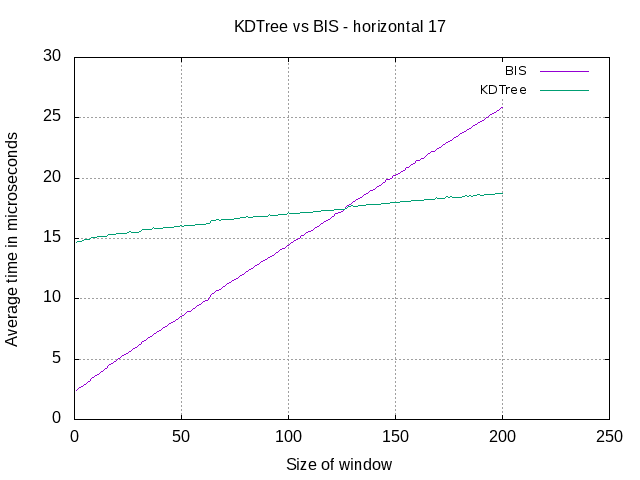 KDTree vs BIS - horizontal 17
BIS
KDTree
30
25
20
15
10
5
0
Average time in microseconds
0 50 100 150 200 250
Size of window